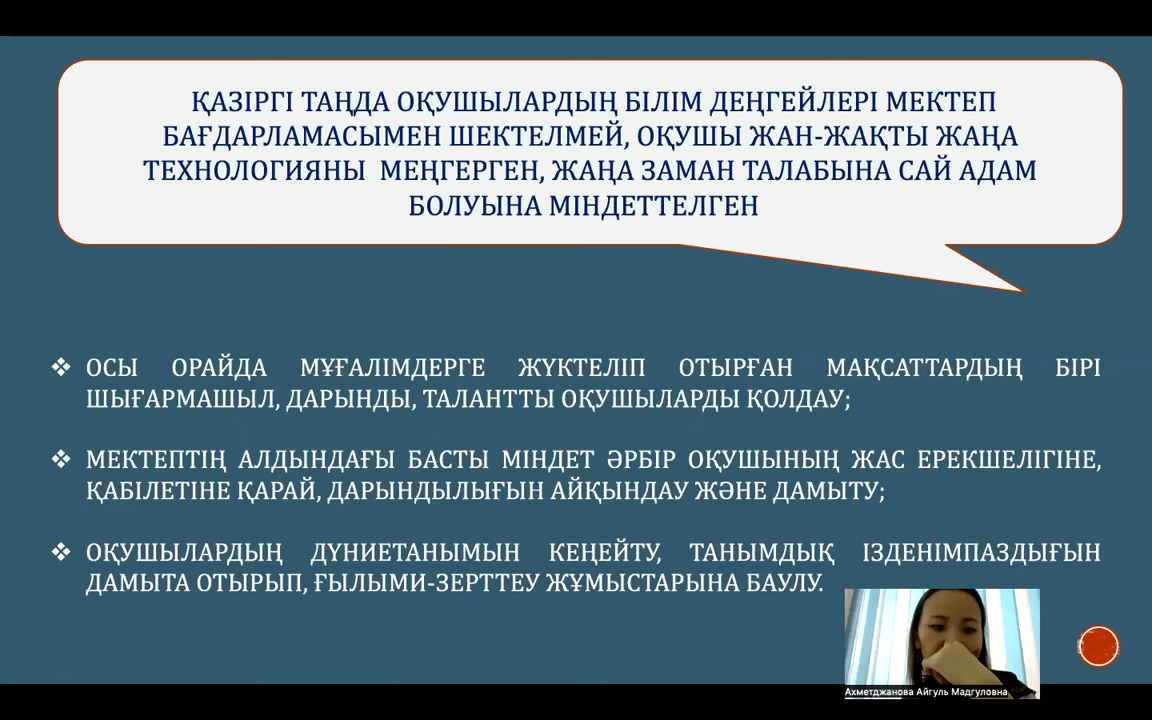 ҚАЗІРГІ ТАҢДА ОҚУШЫЛАРДЫҢ БІЛІМ ДЕҢГЕЙЛЕРІ МЕКТЕП
БАҒДАРЛАМАСЫМЕН ШЕКТЕЛМЕЙ, ОҚУШЫ ЖАН-ЖАҚТЫ ЖАҢА
ТЕХНОЛОГИЯНЫ МЕҢГЕРГЕН, ЖАҢА ЗАМАН ТАЛАБЫНА САЙ АДАМ
БОЛУЫНА МІНДЕТТЕЛГЕН
❖ ОСЫ ОРАЙДА МҰҒАЛІМДЕРГЕ ЖҮКТЕЛІП ОТЫРҒАН МАҚСАТТАРДЫҢ БІРІ
ШЫҒАРМАШЫЛ, ДАРЫНДЫ, ТАЛАНТТЫ ОҚУШЫЛАРДЫ ҚОЛДАУ;
❖ МЕКТЕПТІҢ АЛДЫНДАҒЫ БАСТЫ МІНДЕТ ӘРБІР ОҚУШЫНЫҢ ЖАС ЕРЕКШЕЛІГІНЕ,
ҚАБІЛЕТІНЕ ҚАРАЙ, ДАРЫНДЫЛЫҒЫН АЙҚЫНДАУ ЖӘНЕ ДАМЫТУ;
❖ ОҚУШЫЛАРДЫҢ ДҮНИЕТАНЫМЫН КЕҢЕЙТУ, ТАНЫМДЫҚ ІЗДЕНІМПАЗДЫҒЫН
ДАМЫТА ОТЫРЫП, ҒЫЛЫМИ-ЗЕРТТЕУ ЖҰМЫСТАРЫНА БАУЛУ.
Ахметджанова Айгуль Мадгуловна